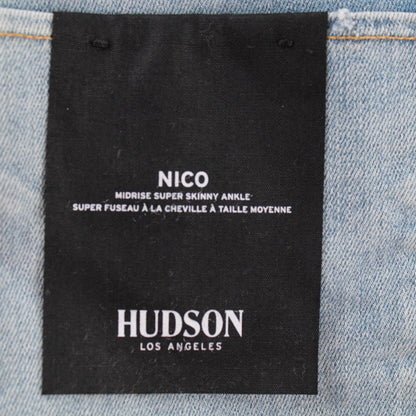 NICO
MIDRISE SUPER SKINNY ANKLE
SUPER FUSEAU À LA CHEVILLE À TAILLE MOYENNE
HUDSON
LOS ANGELES